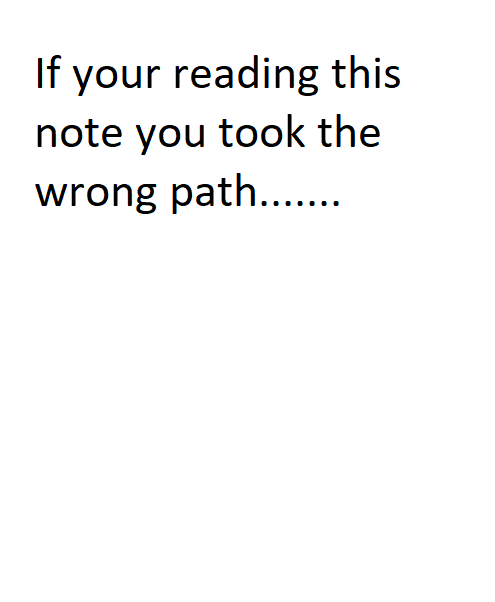 If your reading this
note you took the
wrong path.......